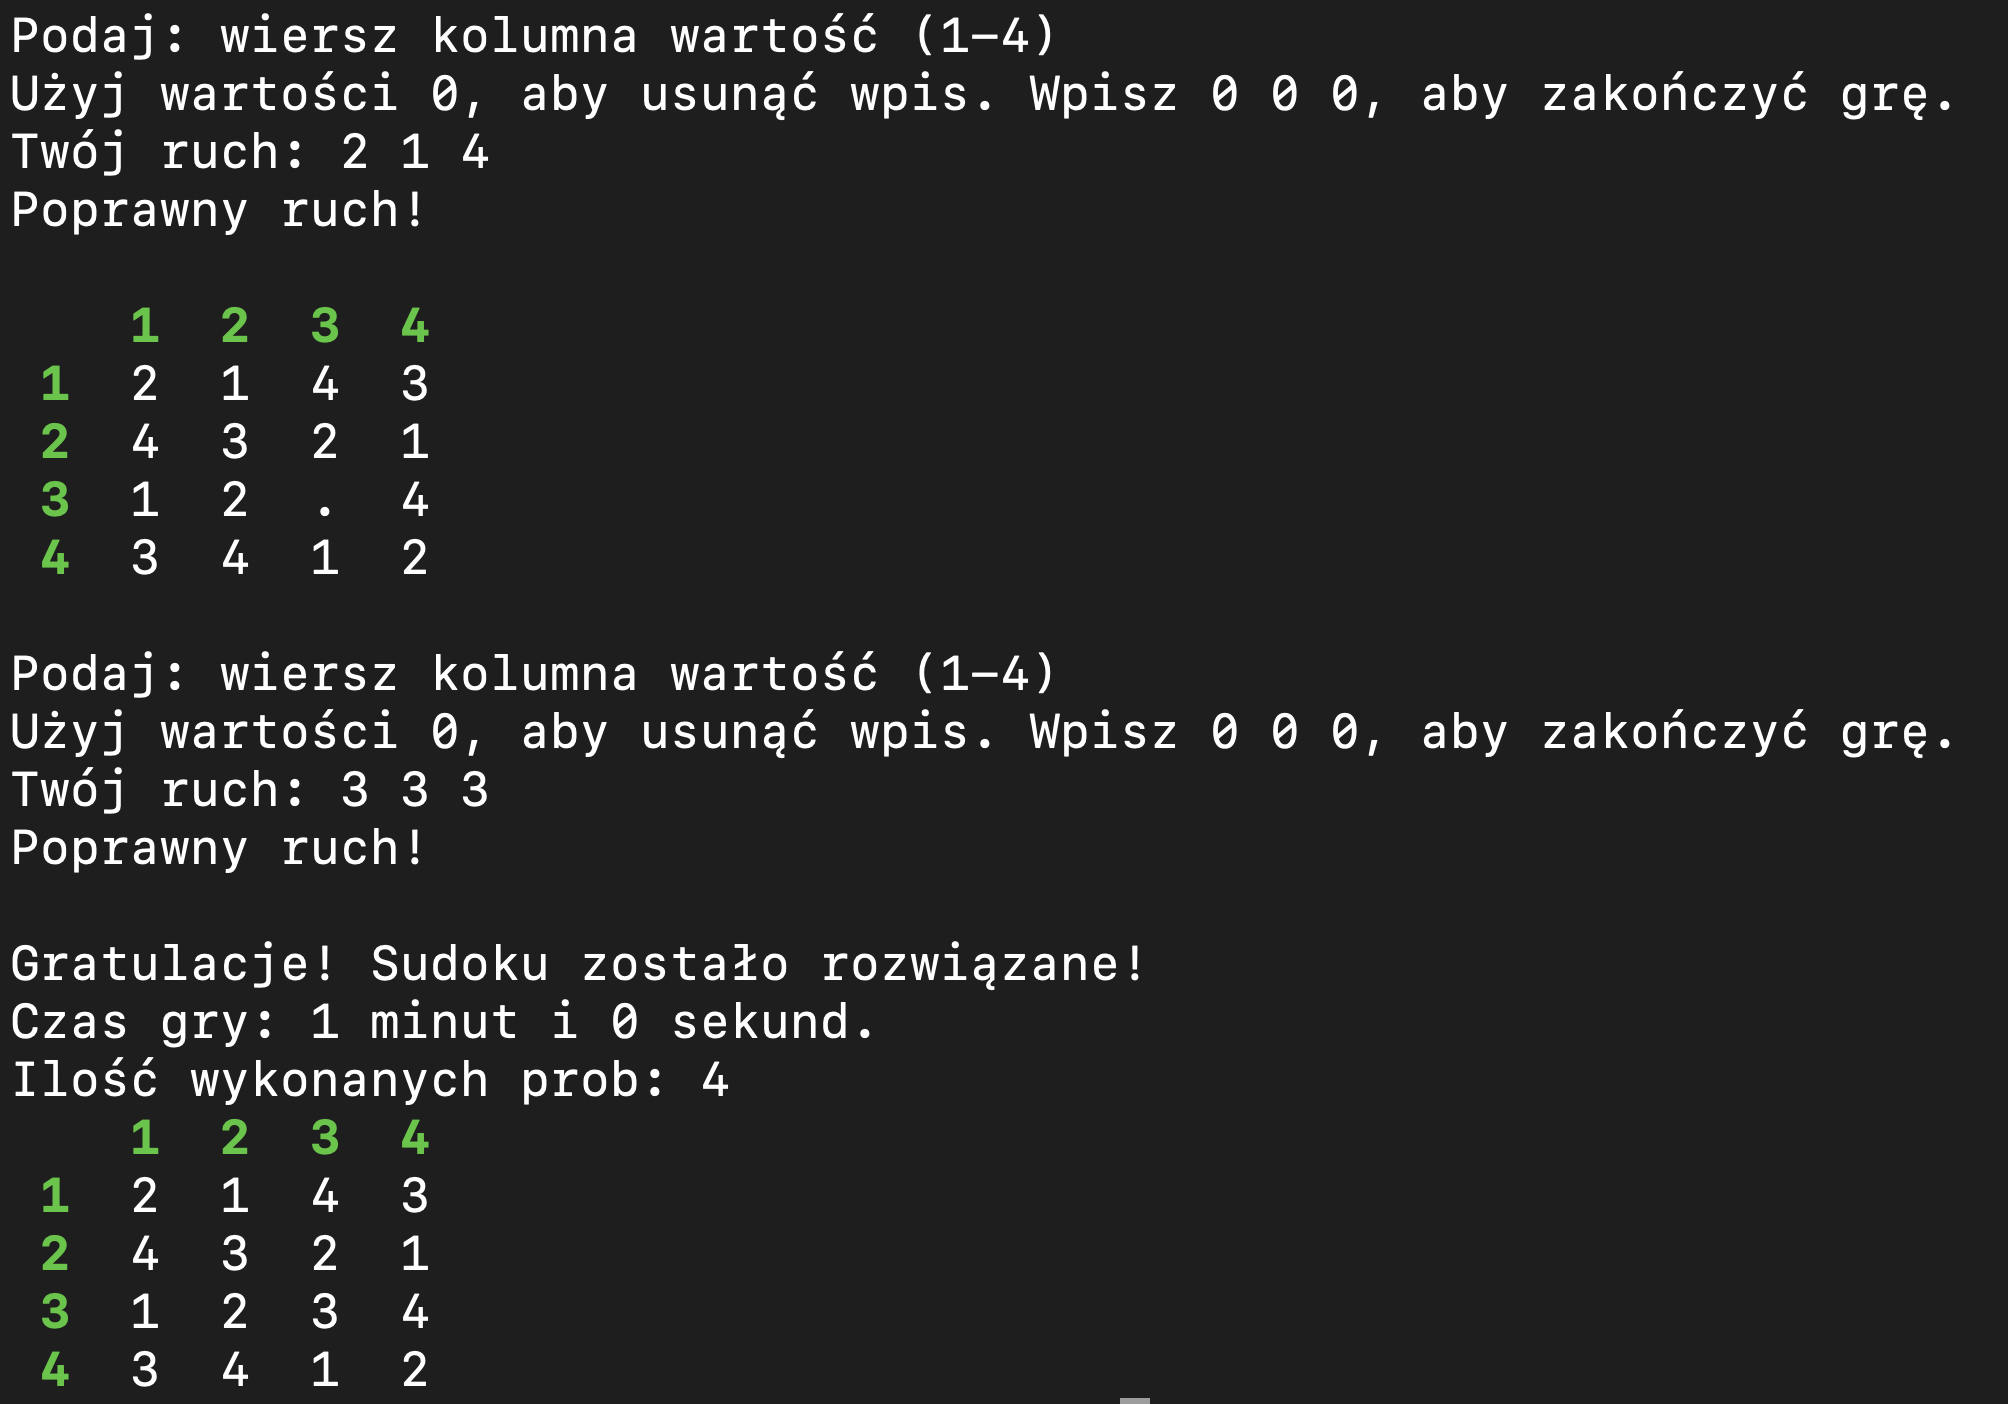 Podaj: wiersz kolumna wartość (1–4)
Użyj wartości 0, aby usunąć wpis. Wpisz 0 0 0, aby zakończyć grę.
Twój ruch: 2 1 4
Poprawny ruch!
1 2 3 4
1 2 1 4 3
2 4 3 2 1
3 1 2 . 4
4 3 4 1 2
Podaj: wiersz kolumna wartość (1–4)
Użyj wartości 0, aby usunąć wpis. Wpisz 0 0 0, aby zakończyć grę.
Twój ruch: 3 3 3
Poprawny ruch!
Gratulacje! Sudoku zostało rozwiązane!
Czas gry: 1 minut i 0 sekund.
Ilość wykonanych prob: 4
1 2 3 4
1 2 1 4 3
2 4 3 2 1
3 1 2 3 4
4 3 4 1 2